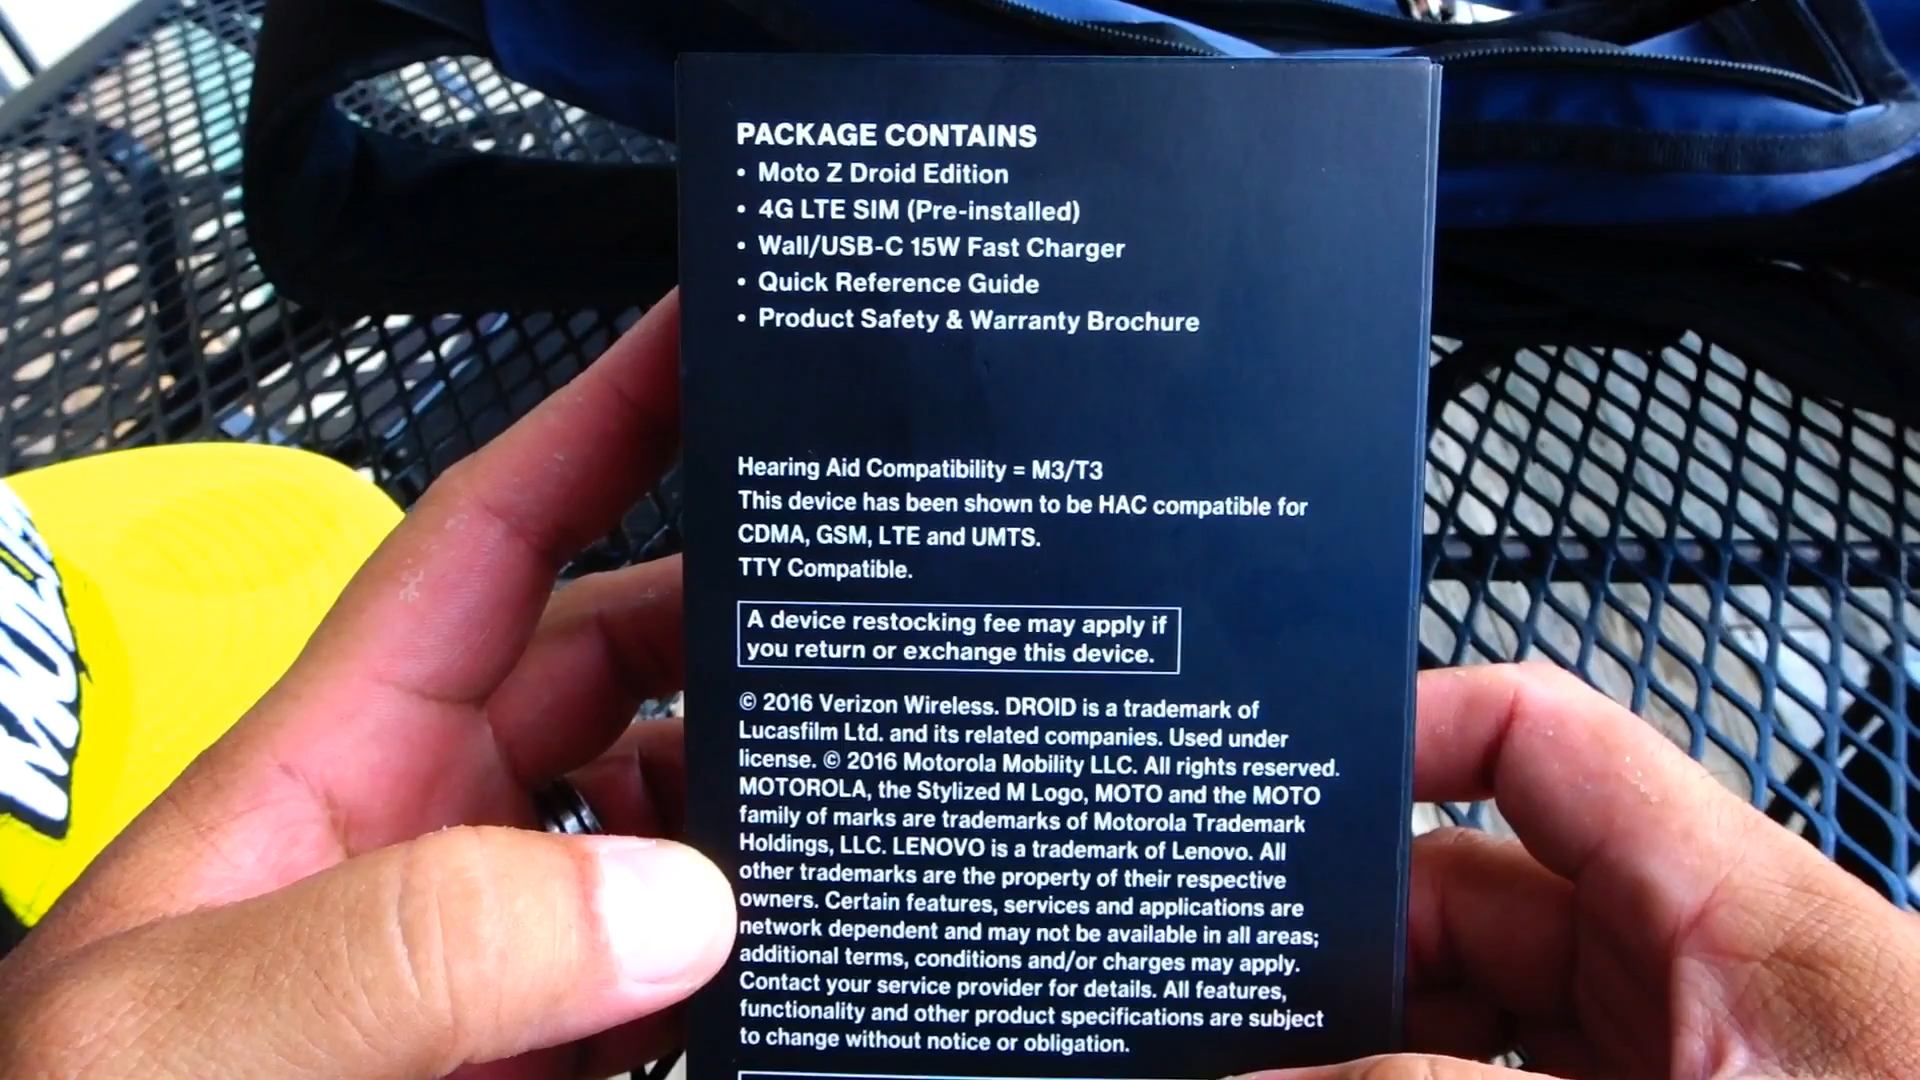 PACKAGE CONTAINS
• Moto Z Droid Edition
• 4G LTE SIM (Pre-installed)
• Wall/USB-C 15W Fast Charger
• Quick Reference Guide
• Product Safety & Warranty Brochure
Hearing Aid Compatibility = M3/T3
This device has been shown to be HAC compatible for
CDMA, GSM, LTE and UMTS.
TTY Compatible.
A device restocking fee may apply if
you return or exchange this device.
© 2016 Verizon Wireless. DROID is a trademark of
Lucasfilm Ltd. and its related companies. Used under
license. © 2016 Motorola Mobility LLC. All rights reserved.
MOTOROLA, the Stylized M Logo, MOTO and the MOTO
family of marks are trademarks of Motorola Trademark
Holdings, LLC. LENOVO is a trademark of Lenovo. All
other trademarks are the property of their respective
owners. Certain features, services and applications are
network dependent and may not be available in all areas;
additional terms, conditions and/or charges may apply.
Contact your service provider for details. All features,
functionality and other product specifications are subject
to change without notice or obligation.